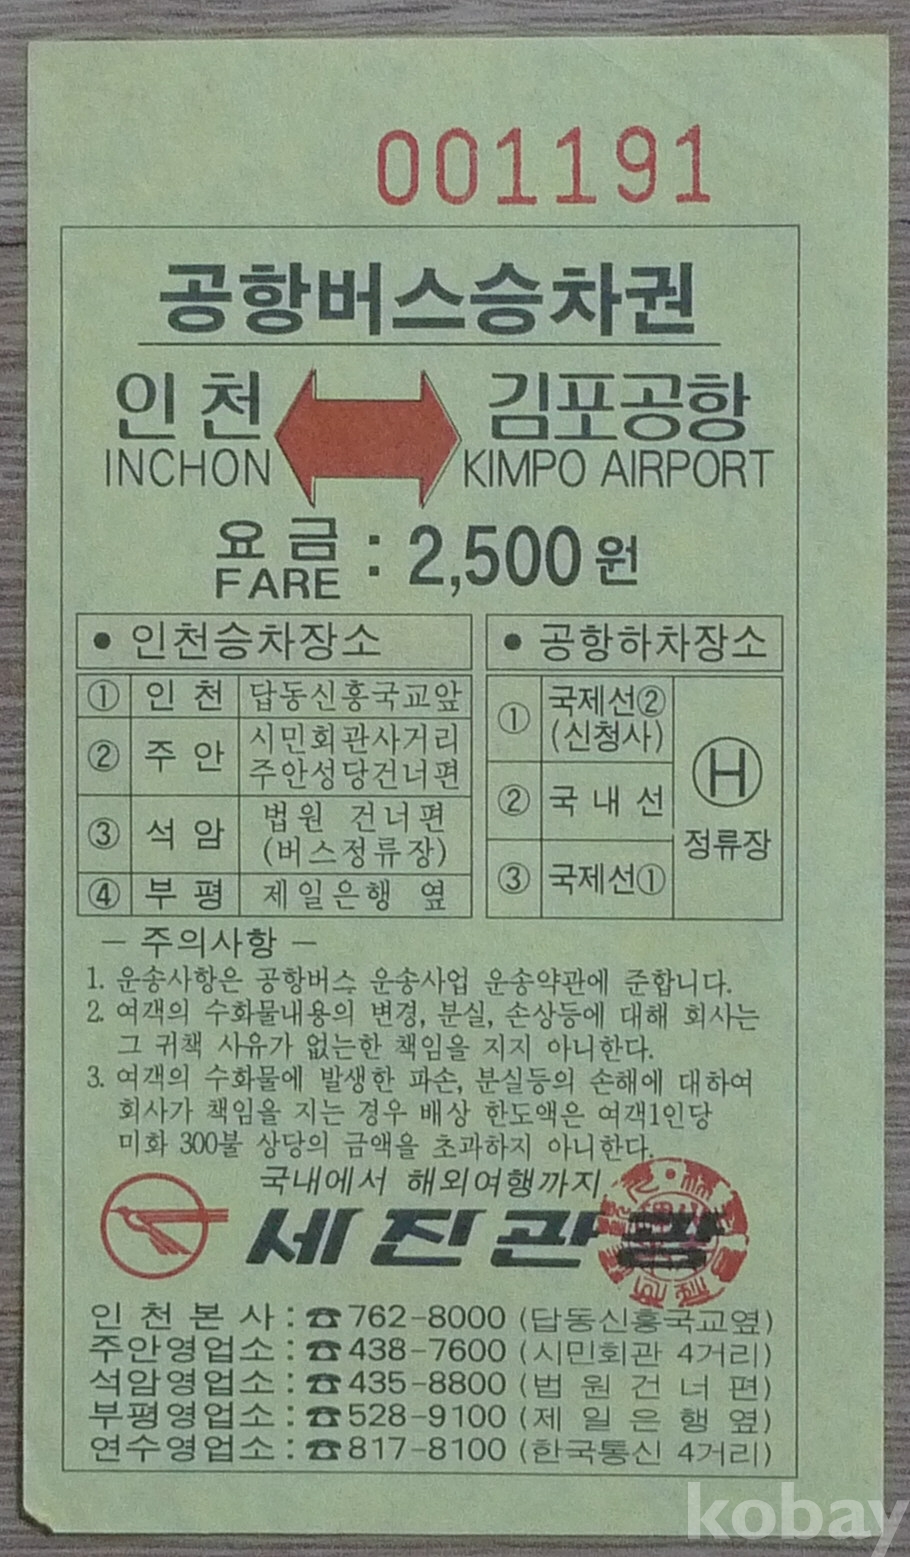 001191
공항버스승차권
인천 김포공항
INCHON KIMPO AIRPORT
요금 : 2,500원
FARE
• 인천승차장소
① 인천 답동신흥국교앞
② 주안 시민회관사거리
주안성당건너편
③ 석암 법원 건너편
(버스정류장)
④ 부평 제일은행 옆
• 공항하차장소
① 국제선②
(신청사)
② 국내선
③ 국제선①
H
정류장
― 주의사항 ―
1. 운송사항은 공항버스 운송사업 운송약관에 준합니다.
2. 여객의 수화물내용의 변경, 분실, 손상등에 대해 회사는
그 귀책 사유가 없는한 책임을 지지 아니한다.
3. 여객의 수화물에 발생한 파손, 분실등의 손해에 대하여
회사가 책임을 지는 경우 배상 한도액은 여객1인당
미화 300불 상당의 금액을 초과하지 아니한다.
국내에서 해외여행까지
세진관광
인천본사 : ☎762-8000 (답동신흥국교옆)
주안영업소 : ☎438-7600 (시민회관 4거리)
석암영업소 : ☎435-8800 (법원건너편)
부평영업소 : ☎528-9100 (제일은행옆)
연수영업소 : ☎817-8100 (한국통신 4거리)
kobay